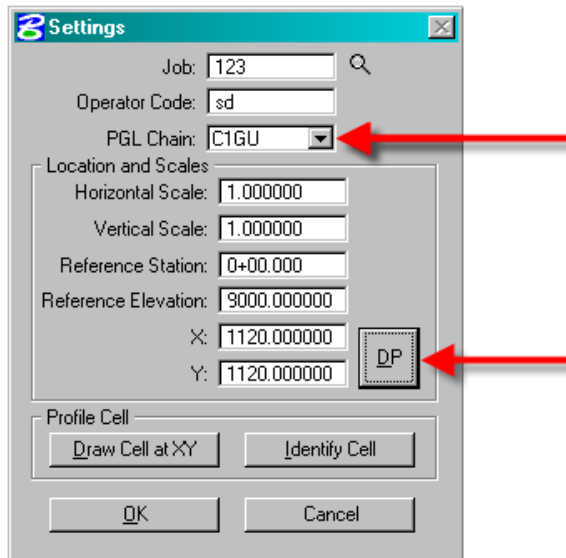 Settings
Job: 123
Operator Code: sd
PGL Chain: C1GU
Location and Scales
Horizontal Scale: 1.000000
Vertical Scale: 1.000000
Reference Station: 0+00.000
Reference Elevation: 9000.000000
X: 1120.000000
Y: 1120.000000
DP
Profile Cell
Draw Cell at XY Identify Cell
OK Cancel